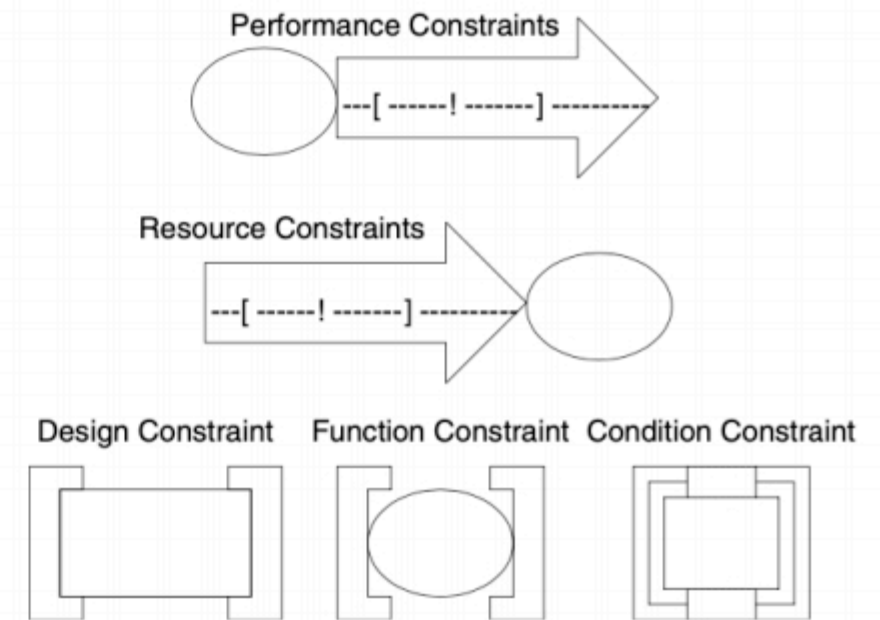 Performance Constraints
---[ ------! -------] ----------
Resource Constraints
---[ ------! -------] ----------
Design Constraint
Function Constraint
Condition Constraint